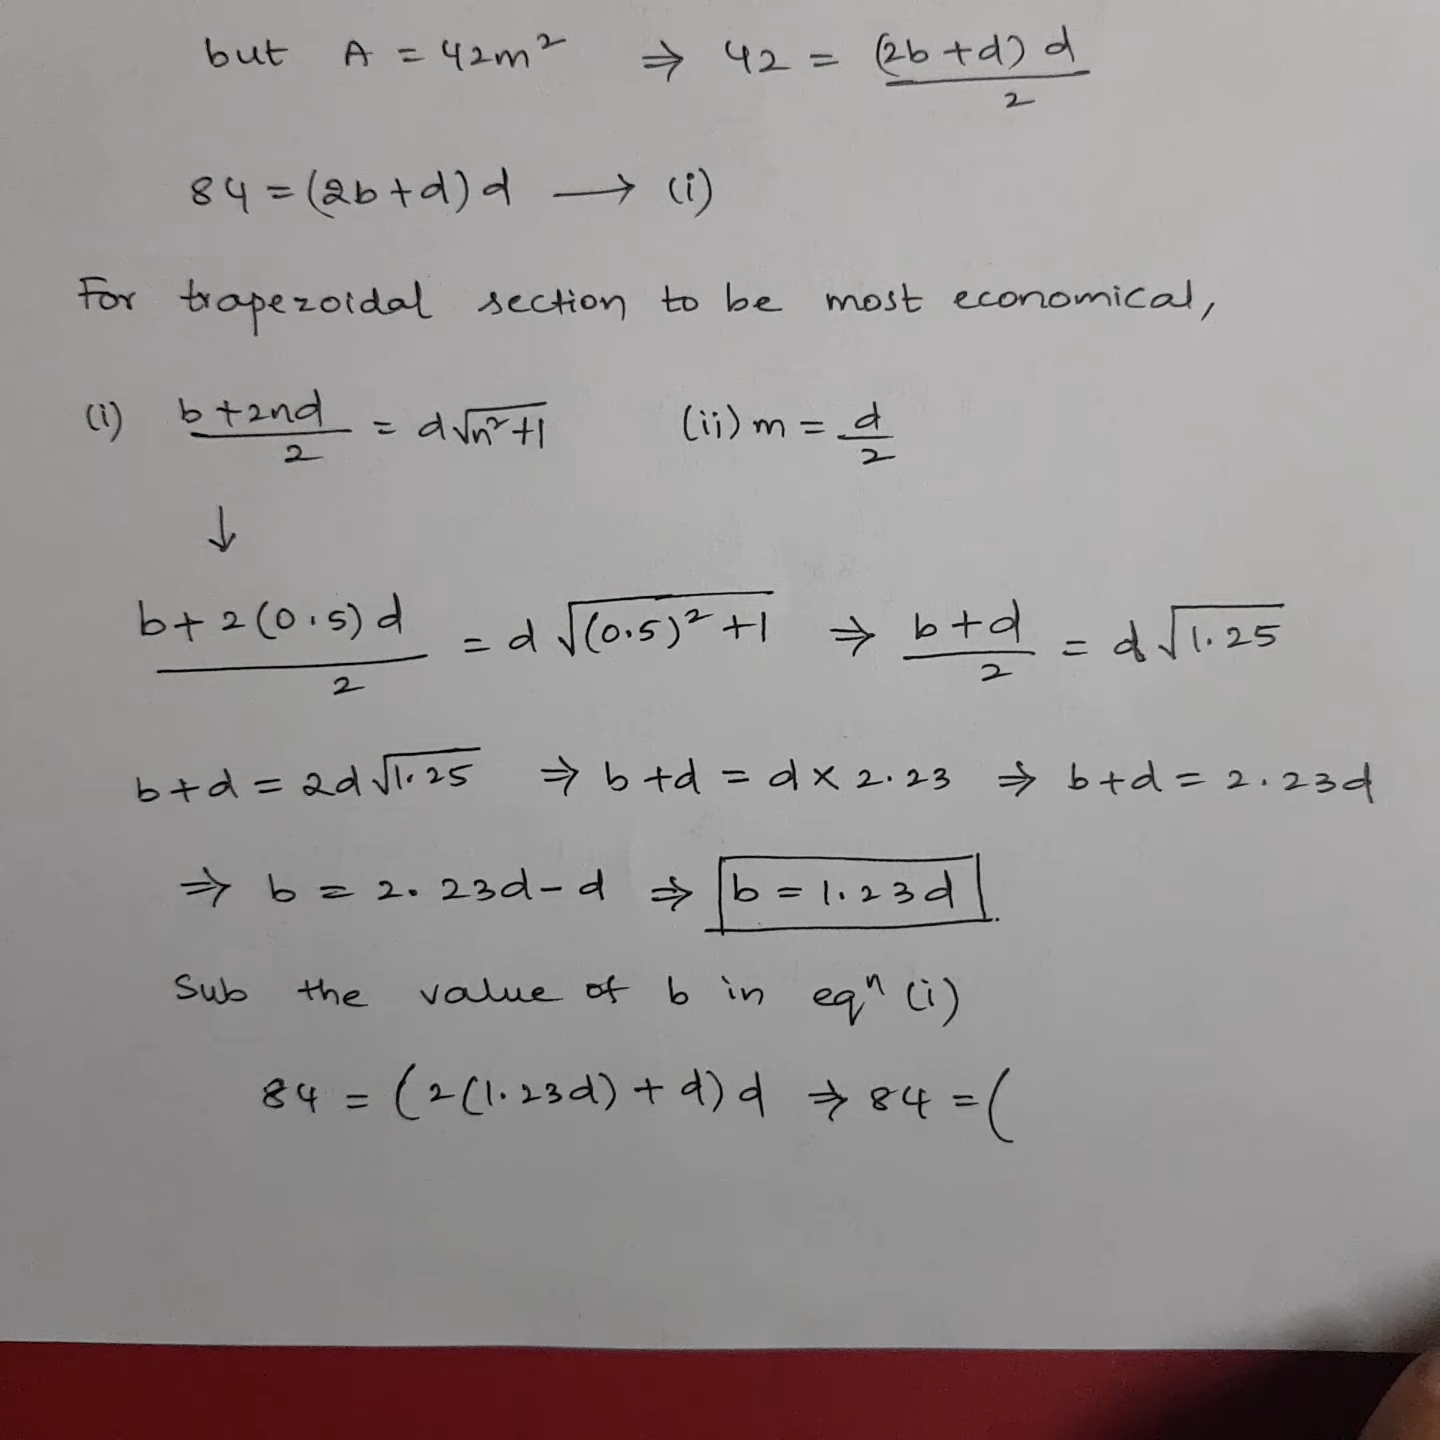 but A = 42m² ⇒ 42 = (2b+d)d/2
84 = (2b+d)d ⟶ (i)
For trapezoidal section to be most economical,
(i) b+2nd/2 = d√n²+1 (ii) m = d/2
↓
b+2(0.5)d/2 = d√(0.5)²+1 ⇒ b+d/2 = d√1.25
b+d = 2d√1.25 ⇒ b+d = d×2.23 ⇒ b+d = 2.23d
⇒ b = 2.23d-d ⇒ b = 1.23d
Sub the value of b in eqⁿ (i)
84 = (2(1.23d)+d)d ⇒ 84 = (